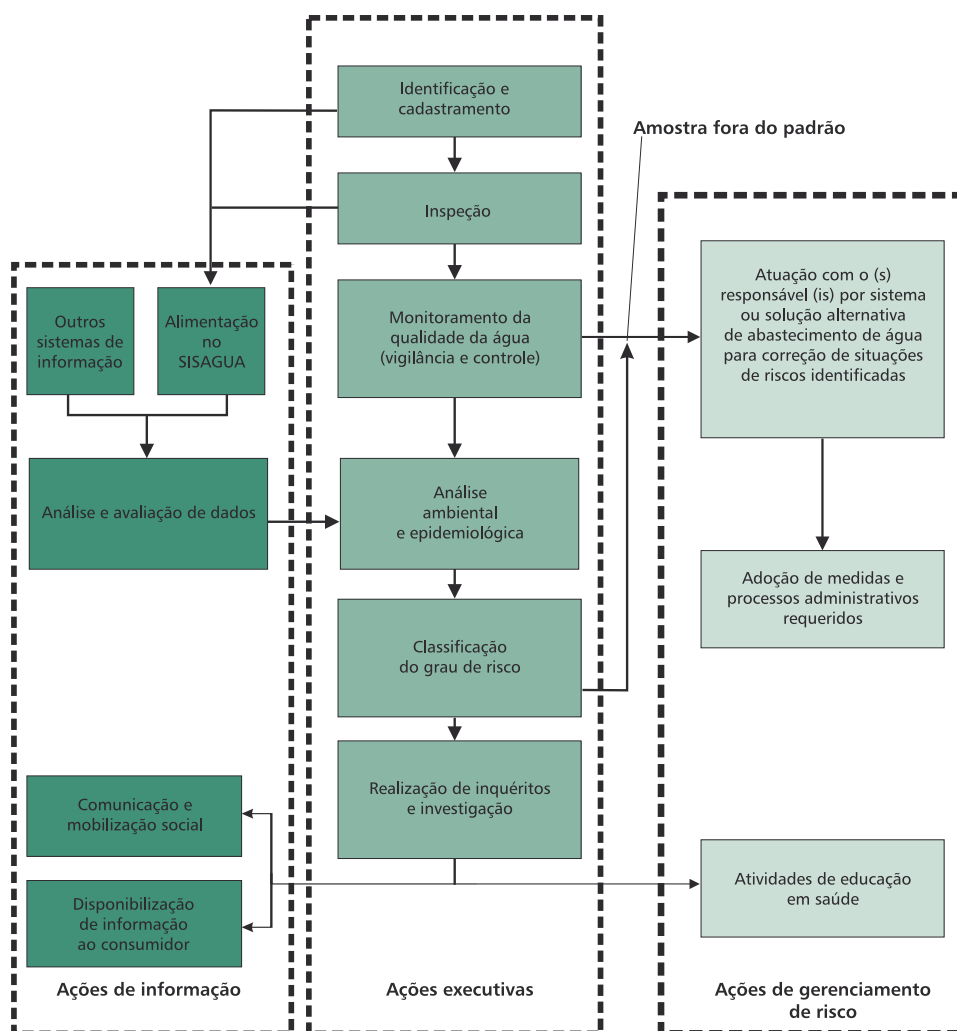 Identificação e
cadastramento
Amostra fora do padrão
Inspeção
Outros
sistemas de
informação
Alimentação
no
SISAGUA
Monitoramento da
qualidade da água
(vigilância e controle)
Atuação com o (s)
responsável (is) por sistema
ou solução alternativa
de abastecimento de água
para correção de situações
de riscos identificadas
Análise e avaliação de dados
Análise
ambiental
e epidemiológica
Adoção de medidas e
processos administrativos
requeridos
Classificação
do grau de risco
Realização de inquéritos
e investigação
Comunicação e
mobilização social
Disponibilização
de informação
ao consumidor
Atividades de educação
em saúde
Ações de informação
Ações executivas
Ações de gerenciamento
de risco